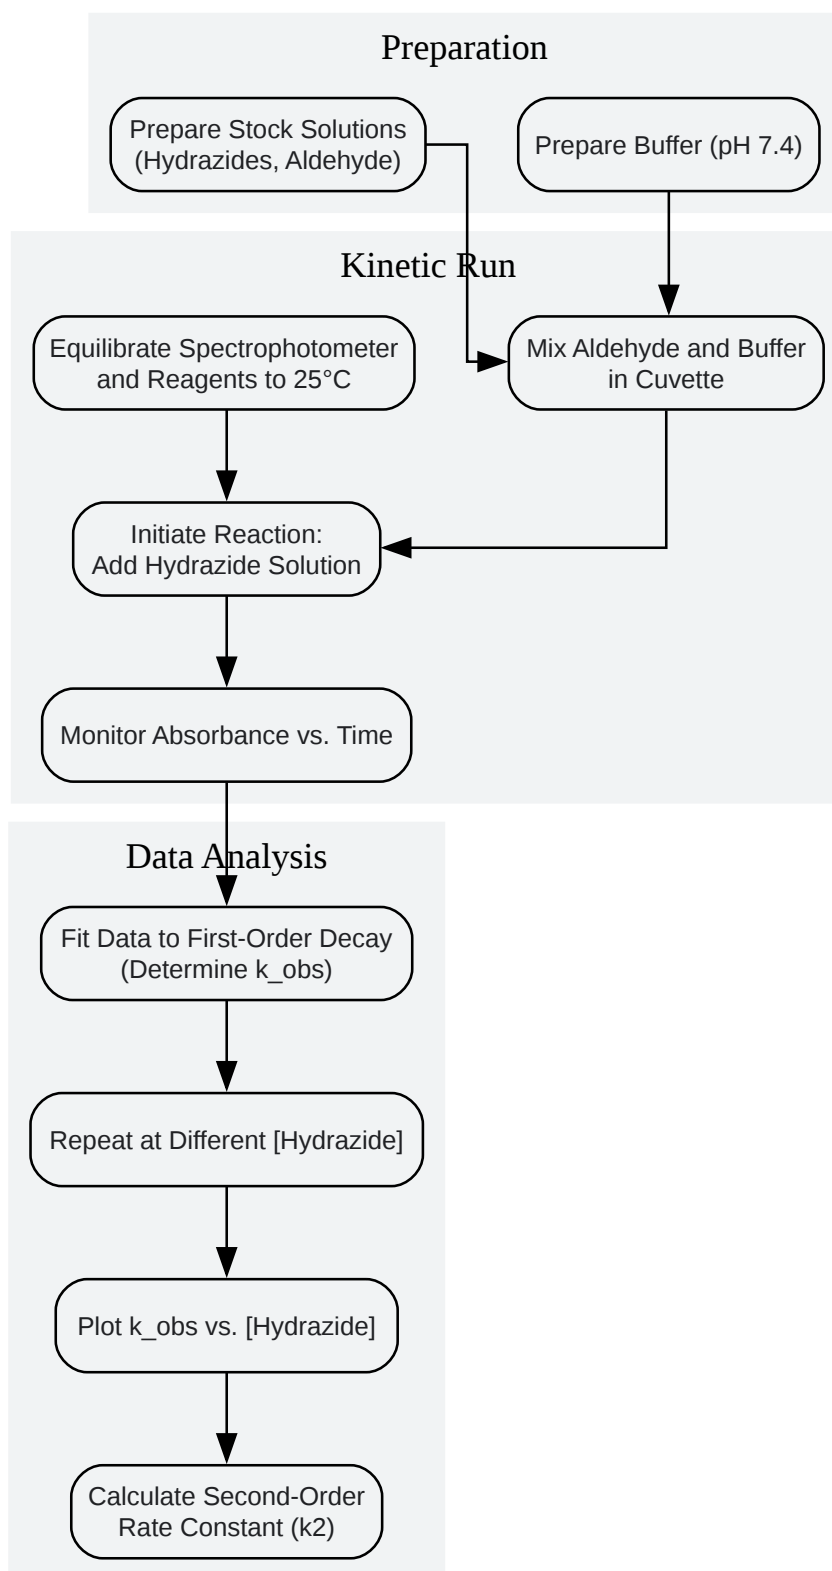 Preparation
Prepare Stock Solutions
(Hydrazides, Aldehyde)
Prepare Buffer (pH 7.4)
Kinetic Run
Equilibrate Spectrophotometer
and Reagents to 25°C
Mix Aldehyde and Buffer
in Cuvette
Initiate Reaction:
Add Hydrazide Solution
Monitor Absorbance vs. Time
Data Analysis
Fit Data to First-Order Decay
(Determine k_obs)
Repeat at Different [Hydrazide]
Plot k_obs vs. [Hydrazide]
Calculate Second-Order
Rate Constant (k2)